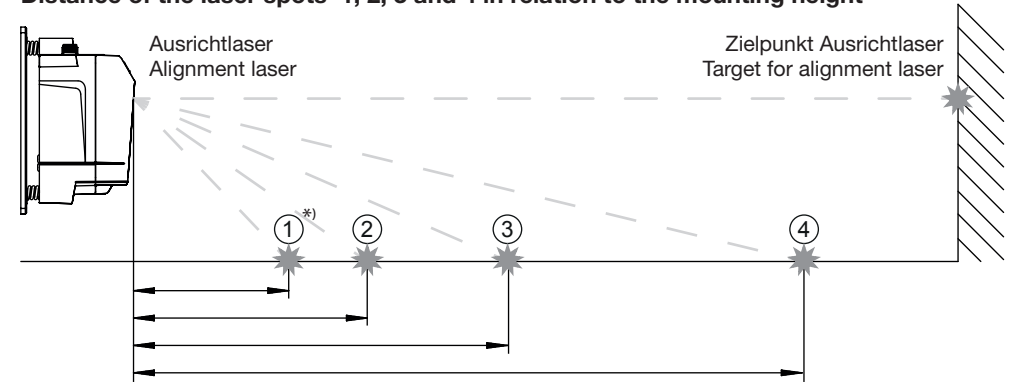 Distance of the laser spots 1, 2, 3 and 4 in relation to the mounting height
Ausrichtlaser
Alignment laser
Zielpunkt Ausrichtlaser
Target for alignment laser
1 *) 2 3 4